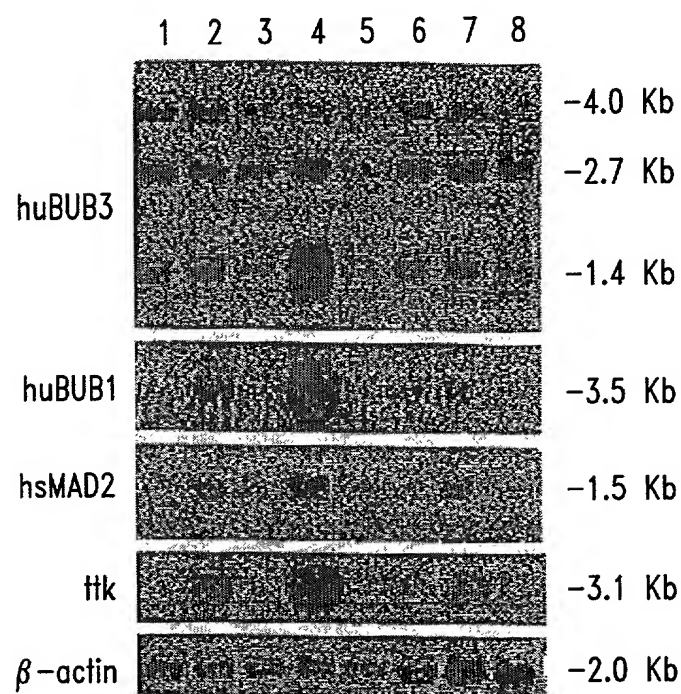 1 2 3 4 5 6 7 8
-4.0 Kb
-2.7 Kb
huBUB3
-1.4 Kb
huBUB1 -3.5 Kb
hsMAD2 -1.5 Kb
ttk -3.1 Kb
β-actin -2.0 Kb